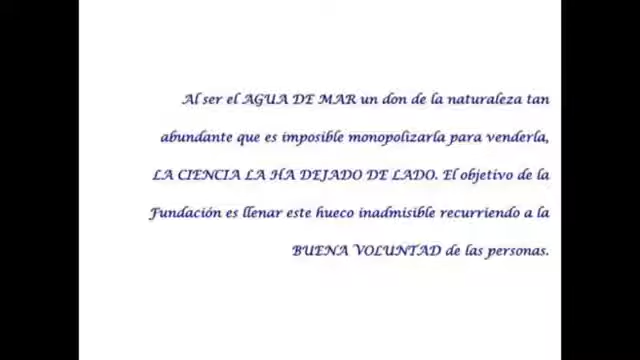 Al ser el AGUA DE MAR un don de la naturaleza tan
abundante que es imposible monopolizarla para venderla,
LA CIENCIA LA HA DEJADO DE LADO. El objetivo de la
Fundación es llenar este hueco inadmisible recurriendo a la
BUENA VOLUNTAD de las personas.